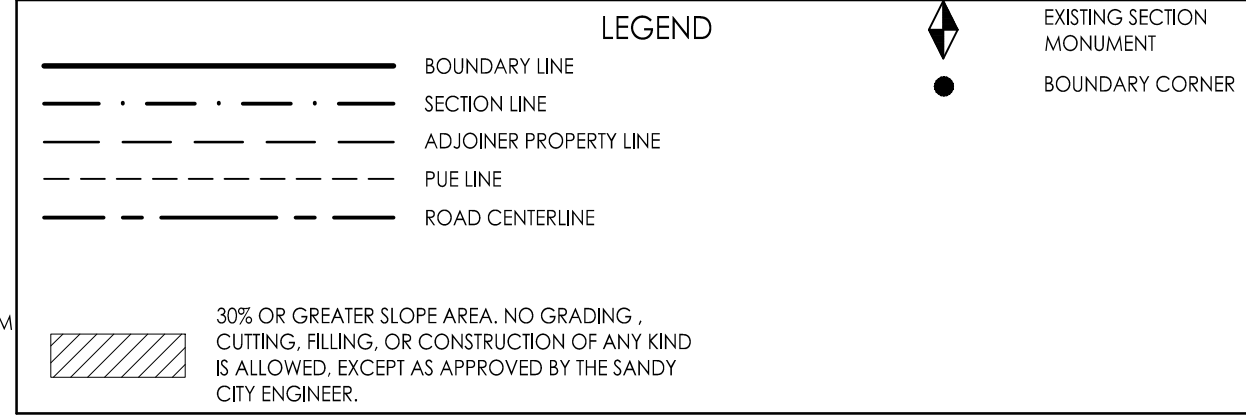 LEGEND
BOUNDARY LINE
SECTION LINE
ADJOINER PROPERTY LINE
PUE LINE
ROAD CENTERLINE
EXISTING SECTION
MONUMENT
BOUNDARY CORNER
M
30% OR GREATER SLOPE AREA. NO GRADING ,
CUTTING, FILLING, OR CONSTRUCTION OF ANY KIND
IS ALLOWED, EXCEPT AS APPROVED BY THE SANDY
CITY ENGINEER.